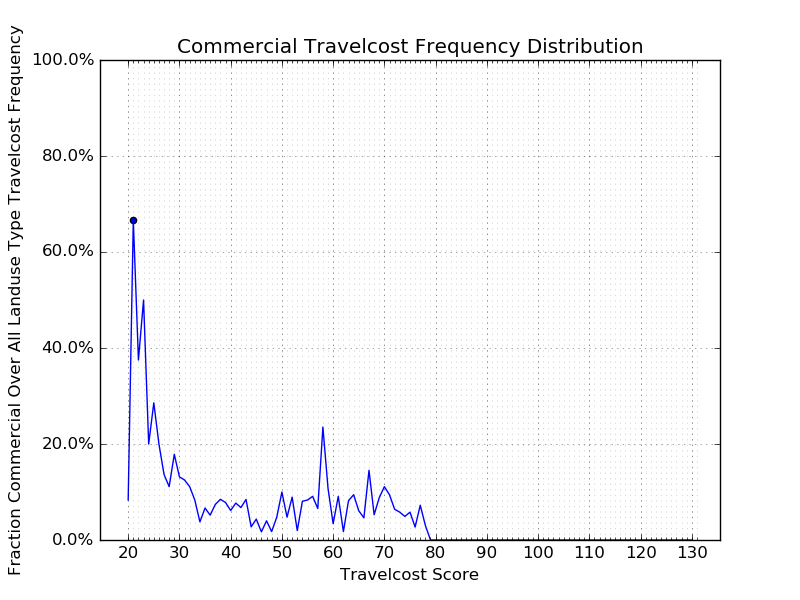 Commercial Travelcost Frequency Distribution
Fraction Commercial Over All Landuse Type Travelcost Frequency
100.0%
80.0%
60.0%
40.0%
20.0%
0.0%
20 30 40 50 60 70 80 90 100 110 120 130
Travelcost Score